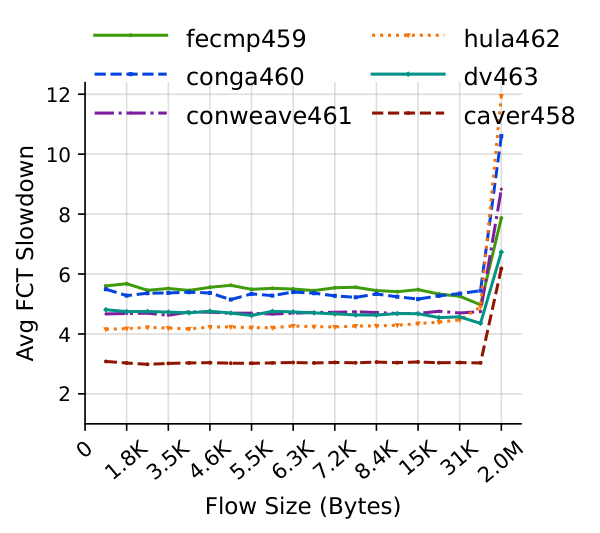 fecmp459
hula462
conga460
dv463
conweave461
caver458
12
10
8
6
4
2
Avg FCT Slowdown
0
1.8K
3.5K
4.6K
5.5K
6.3K
7.2K
8.4K
15K
31K
2.0M
Flow Size (Bytes)